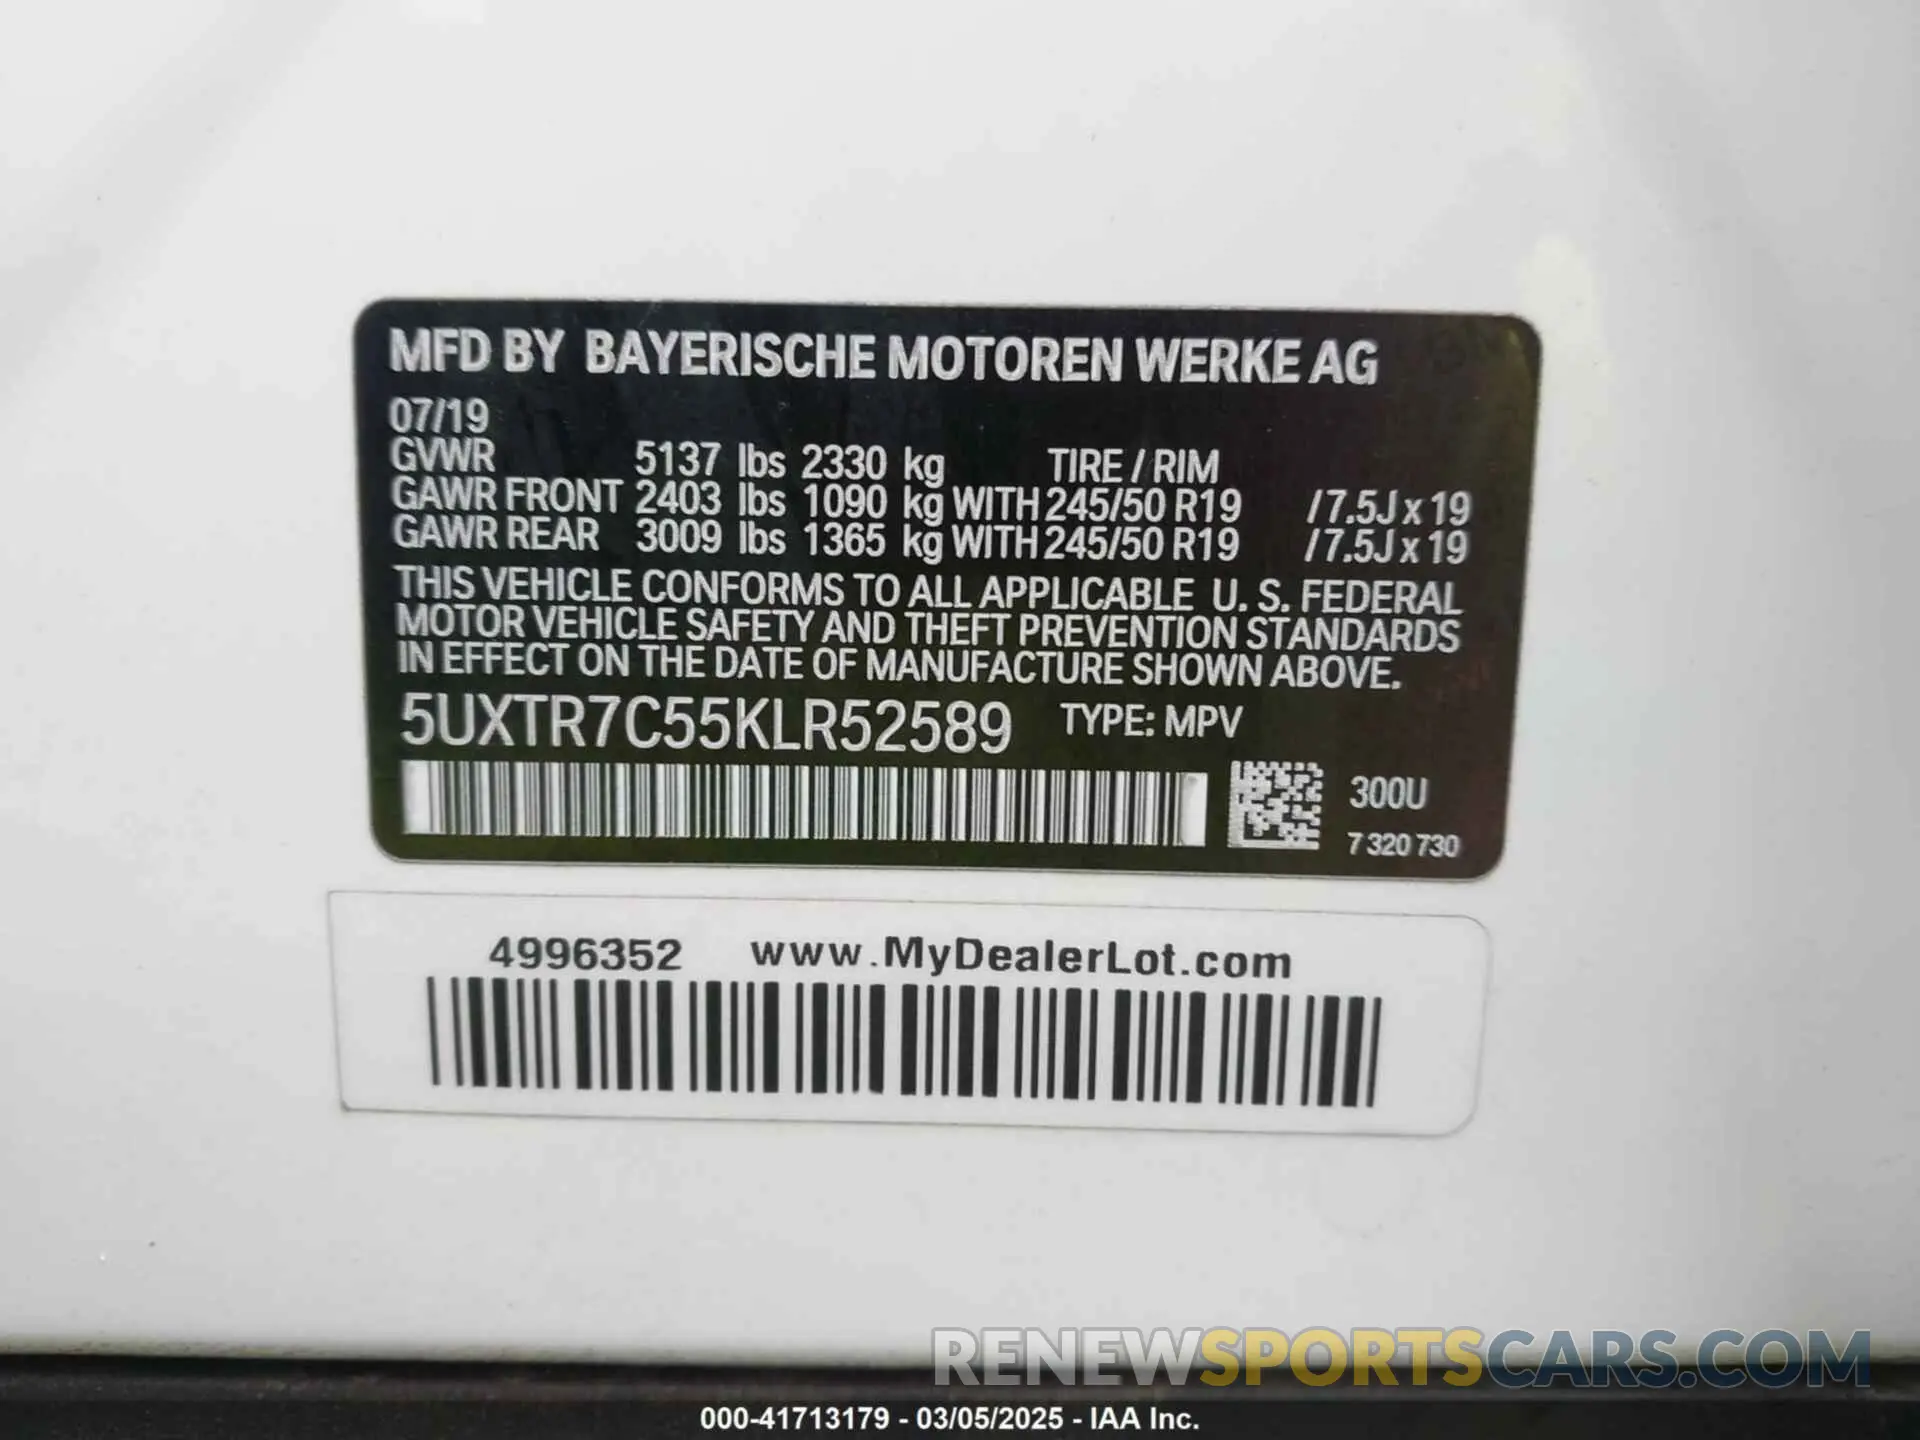 MFD BY BAYERISCHE MOTOREN WERKE AG
07/19
GVWR 5137 lbs 2330 kg TIRE / RIM
GAWR FRONT 2403 lbs 1090 kg WITH 245/50 R19 /7.5J x 19
GAWR REAR 3009 lbs 1365 kg WITH 245/50 R19 /7.5J x 19
THIS VEHICLE CONFORMS TO ALL APPLICABLE U. S. FEDERAL
MOTOR VEHICLE SAFETY AND THEFT PREVENTION STANDARDS
IN EFFECT ON THE DATE OF MANUFACTURE SHOWN ABOVE.
5UXTR7C55KLR52589 TYPE: MPV
300U
7 320 730
4996352 www.MyDealerLot.com
RENEWSPORTSCARS.COM
000-41713179 - 03/05/2025 - IAA Inc.